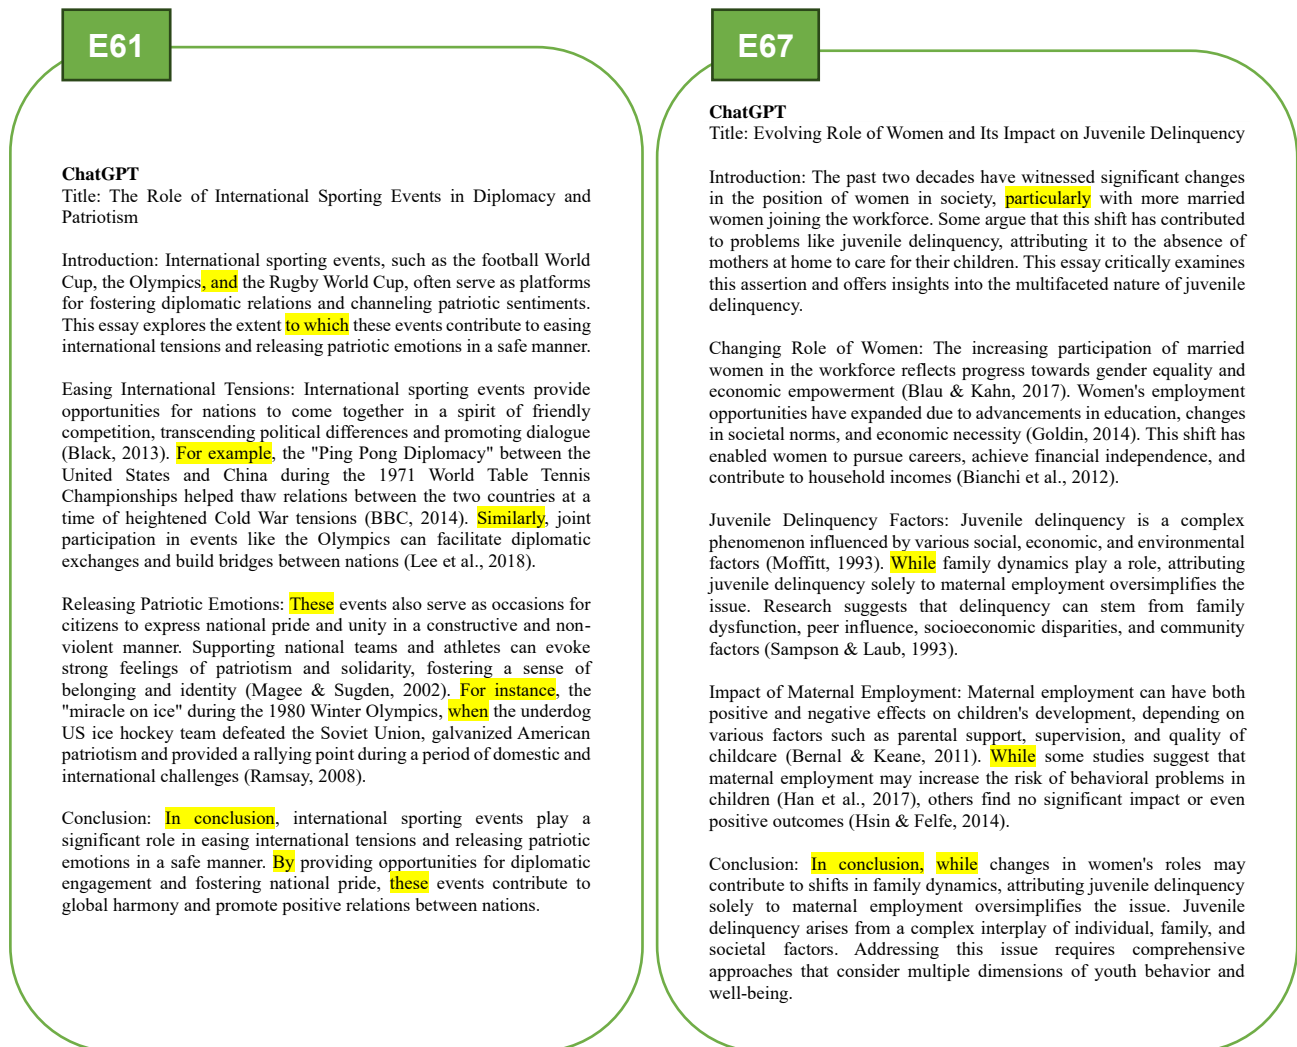 E61
ChatGPT
Title: The Role of International Sporting Events in Diplomacy and
Patriotism
Introduction: International sporting events, such as the football World
Cup, the Olympics, and the Rugby World Cup, often serve as platforms
for fostering diplomatic relations and channeling patriotic sentiments.
This essay explores the extent to which these events contribute to easing
international tensions and releasing patriotic emotions in a safe manner.
Easing International Tensions: International sporting events provide
opportunities for nations to come together in a spirit of friendly
competition, transcending political differences and promoting dialogue
(Black, 2013). For example, the "Ping Pong Diplomacy" between the
United States and China during the 1971 World Table Tennis
Championships helped thaw relations between the two countries at a
time of heightened Cold War tensions (BBC, 2014). Similarly, joint
participation in events like the Olympics can facilitate diplomatic
exchanges and build bridges between nations (Lee et al., 2018).
Releasing Patriotic Emotions: These events also serve as occasions for
citizens to express national pride and unity in a constructive and non-
violent manner. Supporting national teams and athletes can evoke
strong feelings of patriotism and solidarity, fostering a sense of
belonging and identity (Magee & Sugden, 2002). For instance, the
"miracle on ice" during the 1980 Winter Olympics, when the underdog
US ice hockey team defeated the Soviet Union, galvanized American
patriotism and provided a rallying point during a period of domestic and
international challenges (Ramsay, 2008).
Conclusion: In conclusion, international sporting events play a
significant role in easing international tensions and releasing patriotic
emotions in a safe manner. By providing opportunities for diplomatic
engagement and fostering national pride, these events contribute to
global harmony and promote positive relations between nations.
E67
ChatGPT
Title: Evolving Role of Women and Its Impact on Juvenile Delinquency
Introduction: The past two decades have witnessed significant changes
in the position of women in society, particularly with more married
women joining the workforce. Some argue that this shift has contributed
to problems like juvenile delinquency, attributing it to the absence of
mothers at home to care for their children. This essay critically examines
this assertion and offers insights into the multifaceted nature of juvenile
delinquency.
Changing Role of Women: The increasing participation of married
women in the workforce reflects progress towards gender equality and
economic empowerment (Blau & Kahn, 2017). Women's employment
opportunities have expanded due to advancements in education, changes
in societal norms, and economic necessity (Goldin, 2014). This shift has
enabled women to pursue careers, achieve financial independence, and
contribute to household incomes (Bianchi et al., 2012).
Juvenile Delinquency Factors: Juvenile delinquency is a complex
phenomenon influenced by various social, economic, and environmental
factors (Moffitt, 1993). While family dynamics play a role, attributing
juvenile delinquency solely to maternal employment oversimplifies the
issue. Research suggests that delinquency can stem from family
dysfunction, peer influence, socioeconomic disparities, and community
factors (Sampson & Laub, 1993).
Impact of Maternal Employment: Maternal employment can have both
positive and negative effects on children's development, depending on
various factors such as parental support, supervision, and quality of
childcare (Bernal & Keane, 2011). While some studies suggest that
maternal employment may increase the risk of behavioral problems in
children (Han et al., 2017), others find no significant impact or even
positive outcomes (Hsin & Felfe, 2014).
Conclusion: In conclusion, while changes in women's roles may
contribute to shifts in family dynamics, attributing juvenile delinquency
solely to maternal employment oversimplifies the issue. Juvenile
delinquency arises from a complex interplay of individual, family, and
societal factors. Addressing this issue requires comprehensive
approaches that consider multiple dimensions of youth behavior and
well-being.